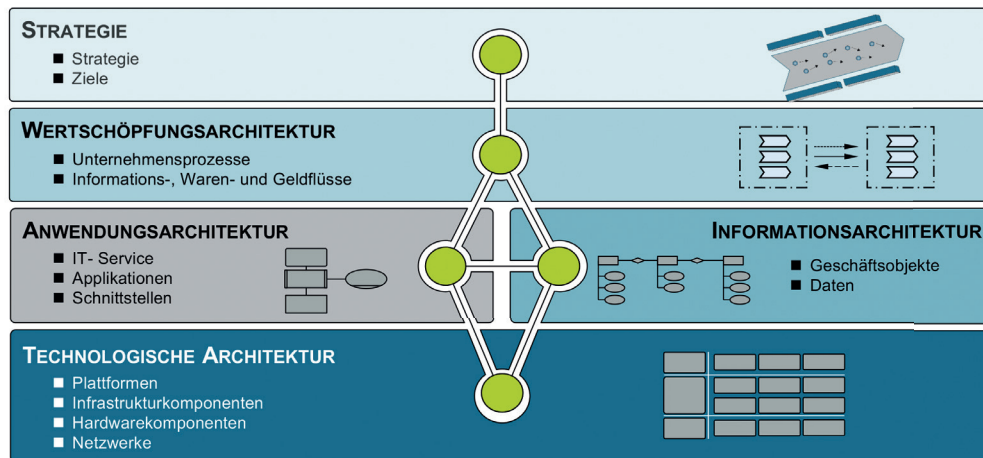 STRATEGIE
■ Strategie
■ Ziele
WERTSCHÖPFUNGSARCHITEKTUR
■ Unternehmensprozesse
■ Informations-, Waren- und Geldflüsse
ANWENDUNGSARCHITEKTUR
■ IT- Service
■ Applikationen
■ Schnittstellen
INFORMATIONSARCHITEKTUR
■ Geschäftsobjekte
■ Daten
TECHNOLOGISCHE ARCHITEKTUR
■ Plattformen
■ Infrastrukturkomponenten
■ Hardwarekomponenten
■ Netzwerke